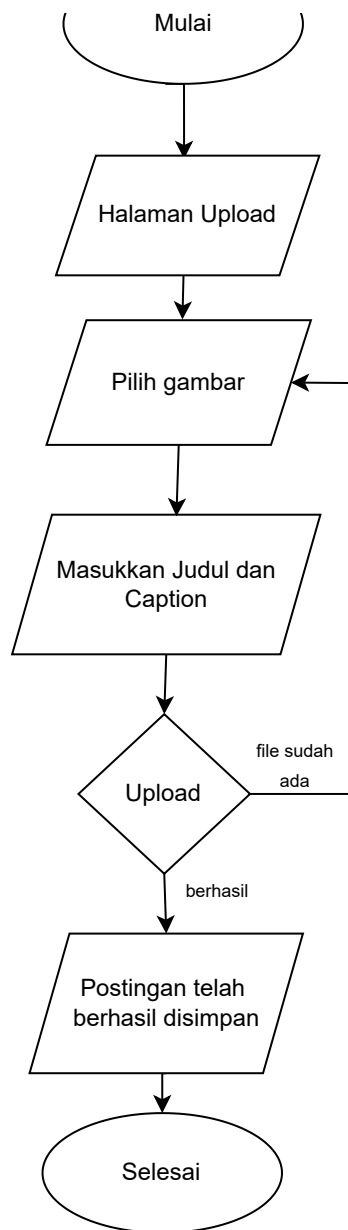 Mulai
Halaman Upload
Pilih gambar
Masukkan Judul dan
Caption
file sudah
ada
Upload
berhasil
Postingan telah
berhasil disimpan
Selesai